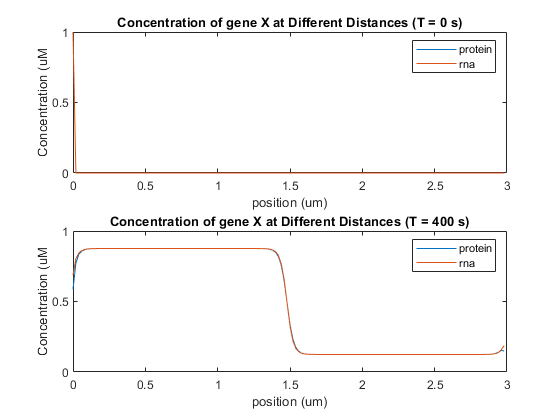 Concentration of gene X at Different Distances (T = 0 s)
1
0.5
0
Concentration (uM
protein
rna
0 0.5 1 1.5 2 2.5 3
position (um)
Concentration of gene X at Different Distances (T = 400 s)
1
0.5
0
Concentration (uM
protein
rna
0 0.5 1 1.5 2 2.5 3
position (um)